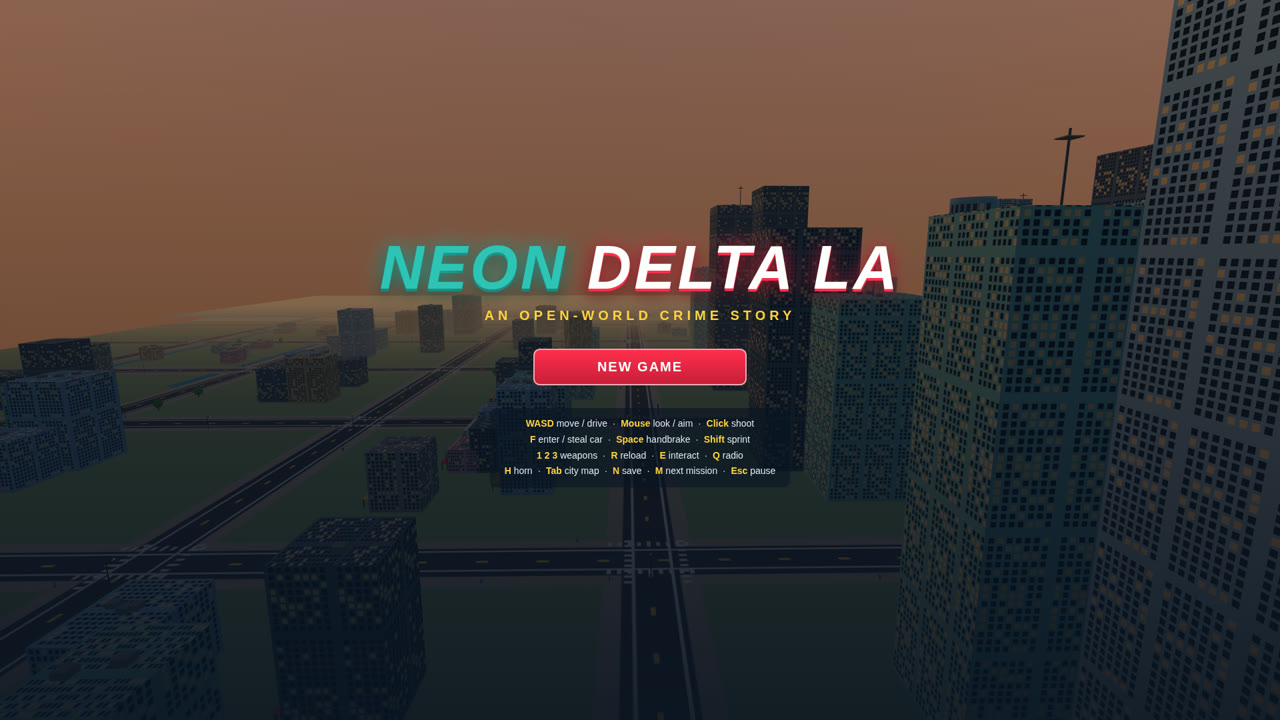 NEON DELTA LA
AN OPEN-WORLD CRIME STORY
NEW GAME
WASD move / drive · Mouse look / aim · Click shoot
F enter / steal car · Space handbrake · Shift sprint
1 2 3 weapons · R reload · E interact · Q radio
H horn · Tab city map · N save · M next mission · Esc pause